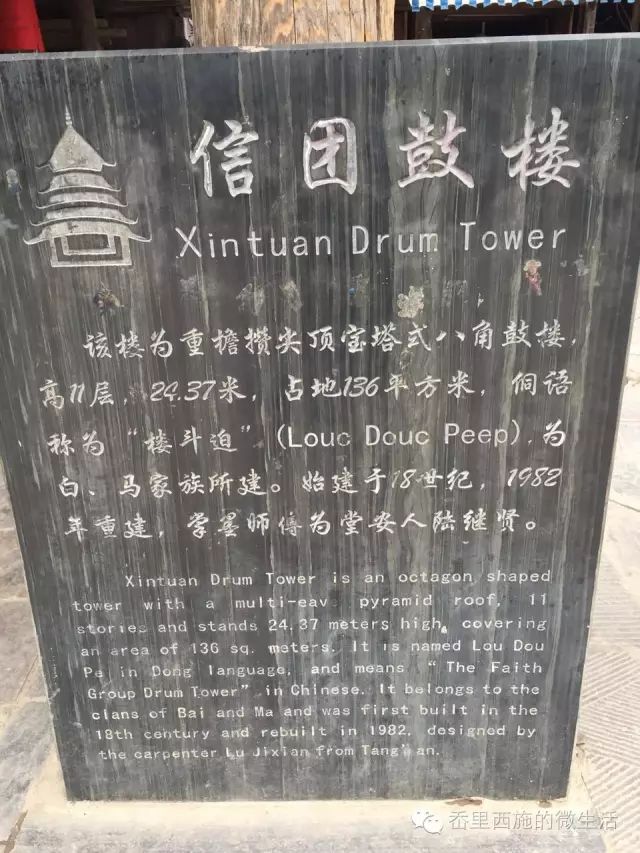 信团鼓楼
Xintuan Drum Tower
该楼为重檐攒尖顶宝塔式八角鼓楼，
高11层，24.37米，占地136平方米，侗语
称为“楼斗迫”(Louc Douc Peep)，为
白、马家族所建。始建于18世纪，1982
年重建，掌墨师傅为堂安人陆继贤。
Xintuan Drum Tower is an octagon shaped
tower with a multi-eave pyramid roof, 11
stories and stands 24.37 meters high, covering
an area of 136 sq. meters. It is named Lou Dou
Pe in Dong language, and means “The Faith
Group Drum Tower” in Chinese. It belongs to the
clans of Bai and Ma and was first built in the
18th century and rebuilt in 1982, designed by
the carpenter Lu Jixian from Tang'an.
岙里西施的微生活